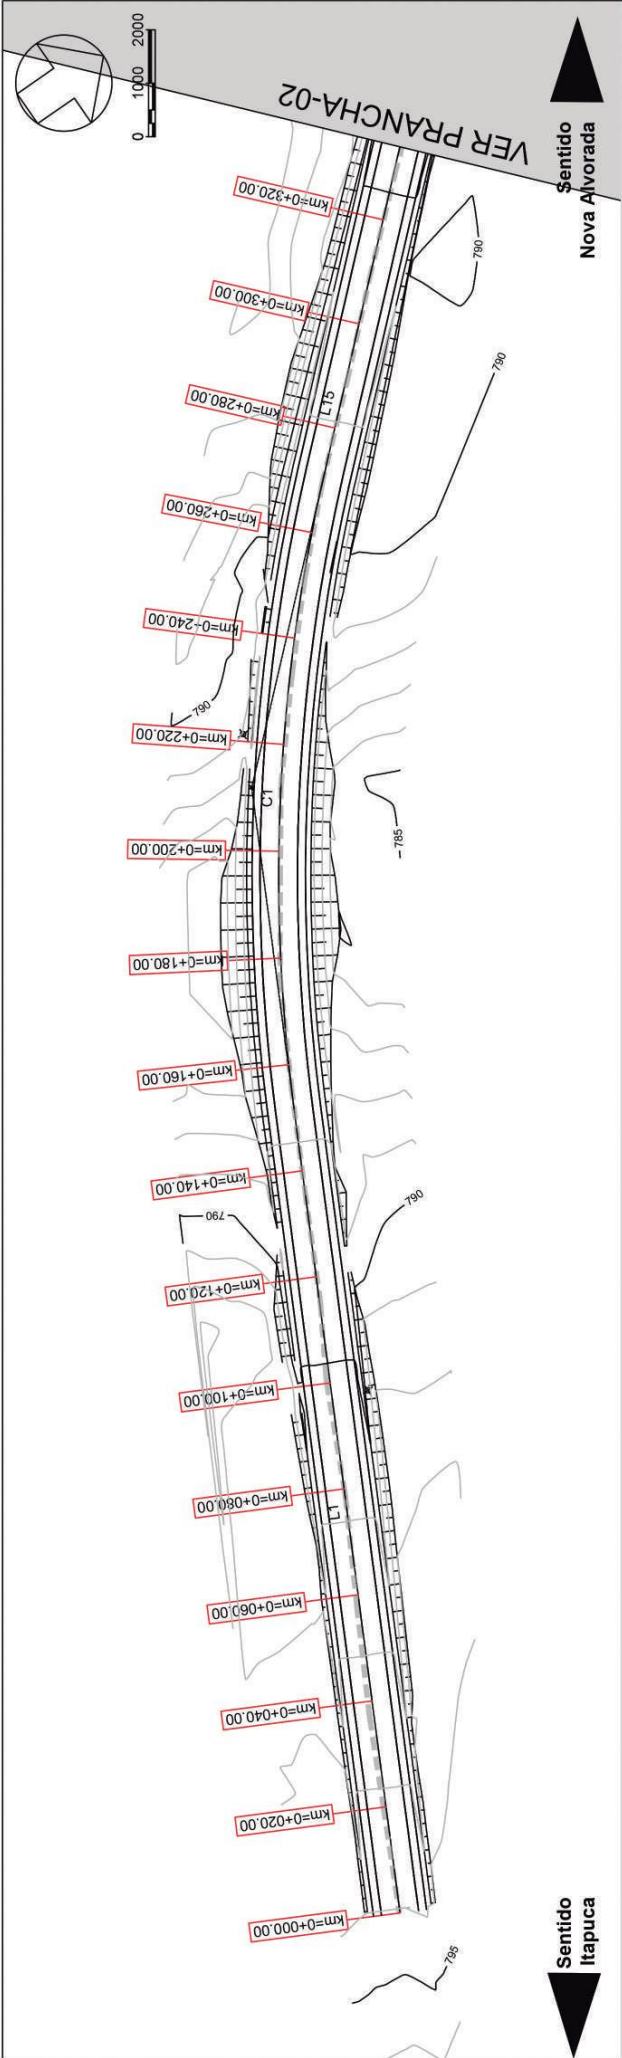 2000
1000
0
VER PRANCHA-02
Sentido
Nova Alvorada
km=0+320.00
790
km=0+300.00
790
km=0+280.00
L15
km=0+260.00
km=0+240.00
790
km=0+220.00
C1
785
km=0+200.00
km=0+180.00
km=0+160.00
km=0+140.00
790
790
km=0+120.00
km=0+100.00
km=0+080.00
L1
km=0+060.00
km=0+040.00
km=0+020.00
km=0+000.00
795
Sentido
Itapuca